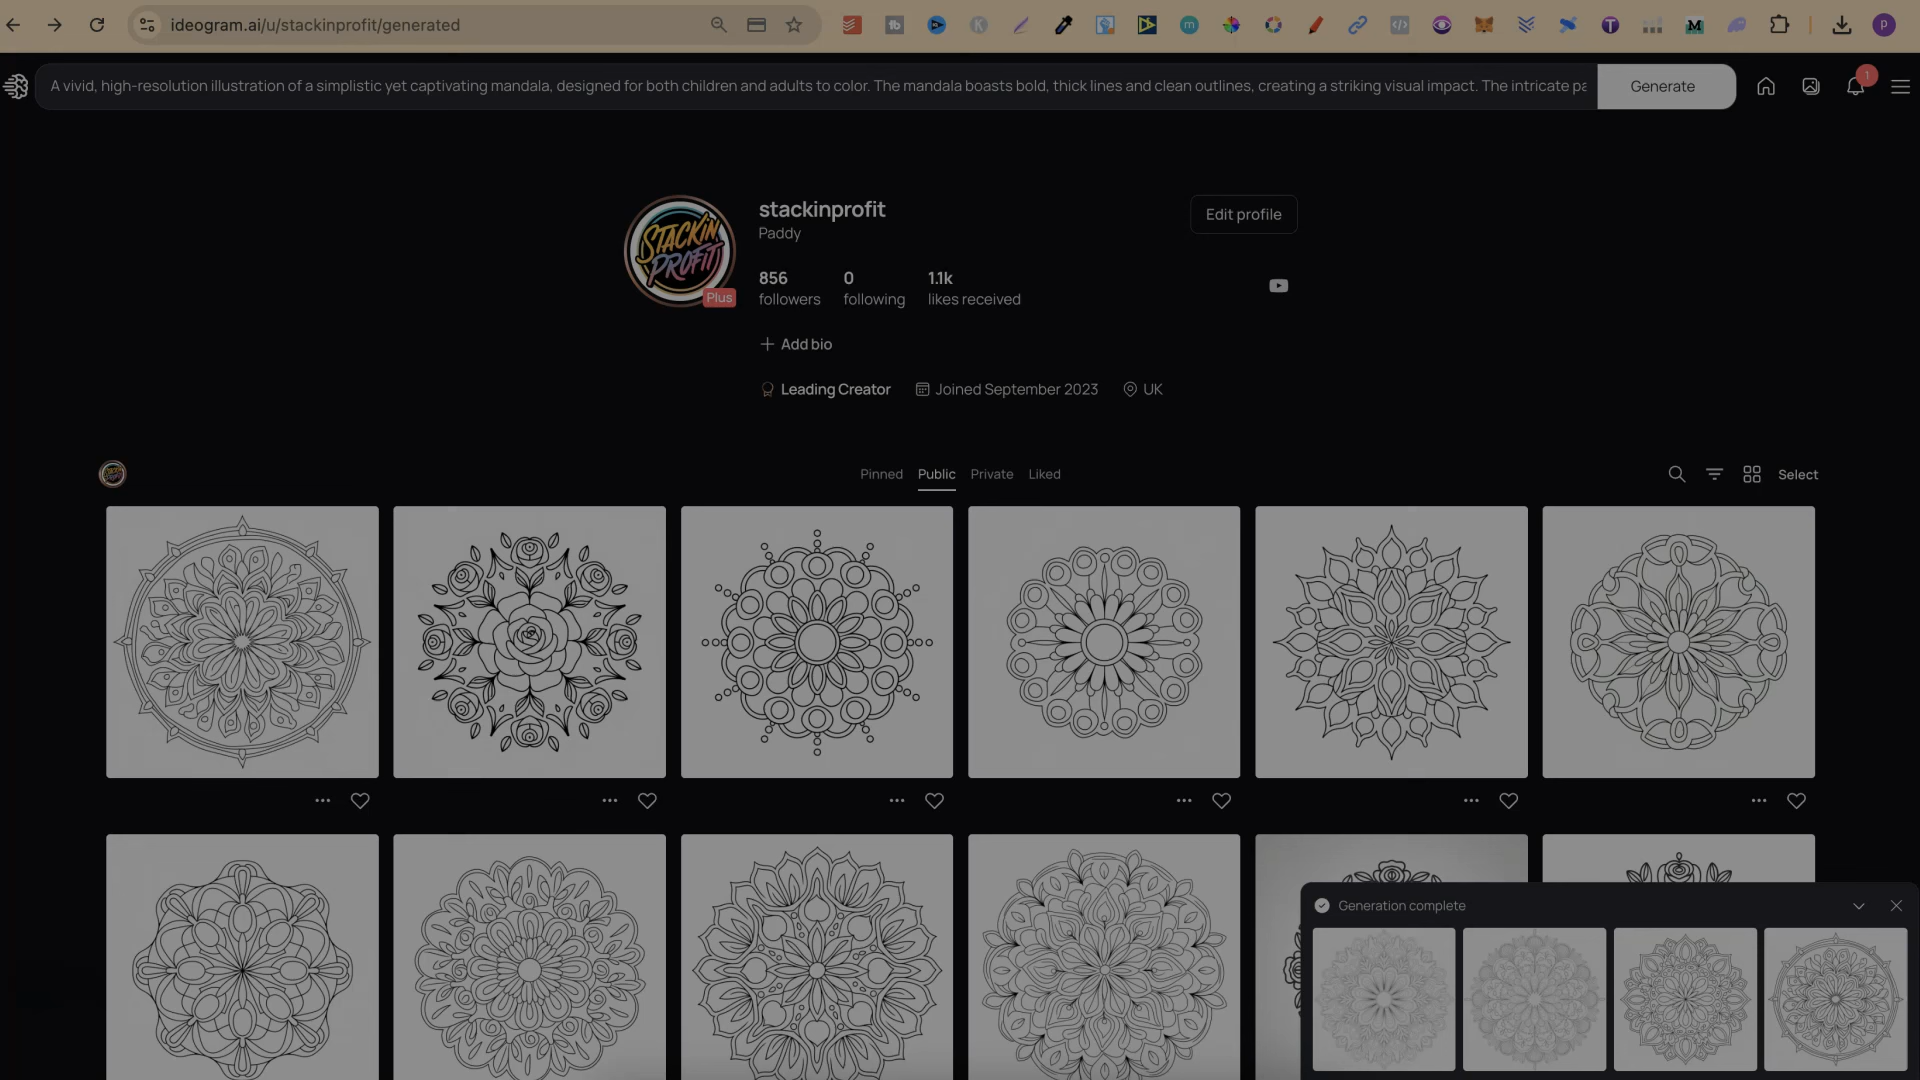 ideogram.ai/u/stackinprofit/generated
A vivid, high-resolution illustration of a simplistic yet captivating mandala, designed for both children and adults to color. The mandala boasts bold, thick lines and clean outlines, creating a striking visual impact. The intricate pa
Generate
1
stackinprofit
Edit profile
Paddy
STACKIN
PROFIT
Plus
856
0
1.1k
followers
following
likes received
Add bio
Leading Creator
Joined September 2023
UK
Pinned
Public
Private
Liked
Select
Generation complete